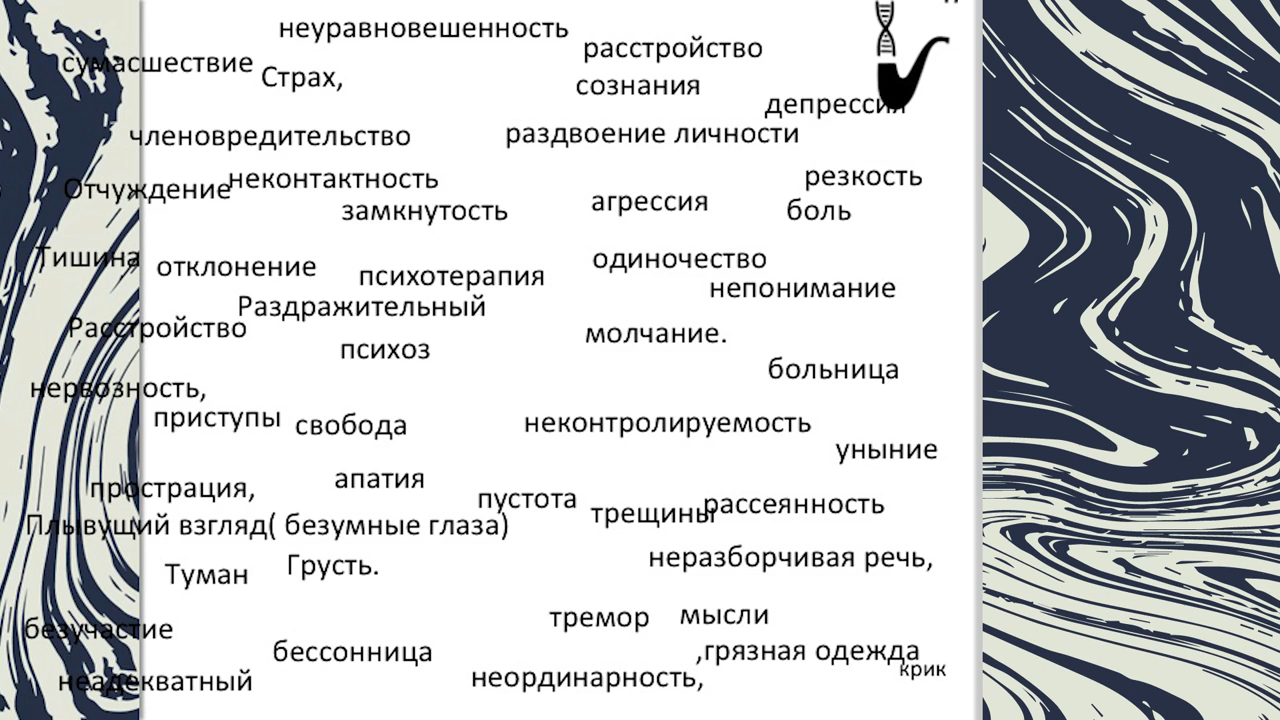 неуравновешенность
расстройство
сумасшествие
Страх,
сознания
депрессия
членовредительство
раздвоение личности
Отчуждение
неконтактность
резкость
замкнутость
агрессия
боль
Тишина
отклонение
психотерапия
одиночество
непонимание
Раздражительный
Расстройство
молчание.
психоз
больница
нервозность,
приступы
свобода
неконтролируемость
уныние
апатия
прострация,
пустота
трещины
рассеянность
Плывущий взгляд( безумные глаза)
неразборчивая речь,
Туман
Грусть.
тремор
мысли
безучастие
бессонница
,грязная одежда
крик
неадекватный
неординарность,